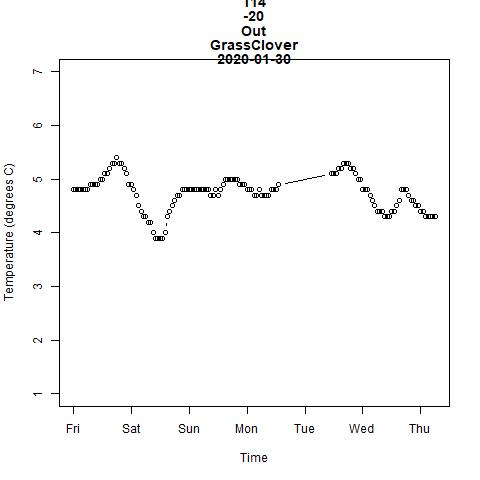 114
-20
Out
GrassClover
2020-01-30
7
6
5
4
3
2
1
Temperature (degrees C)
Fri Sat Sun Mon Tue Wed Thu
Time